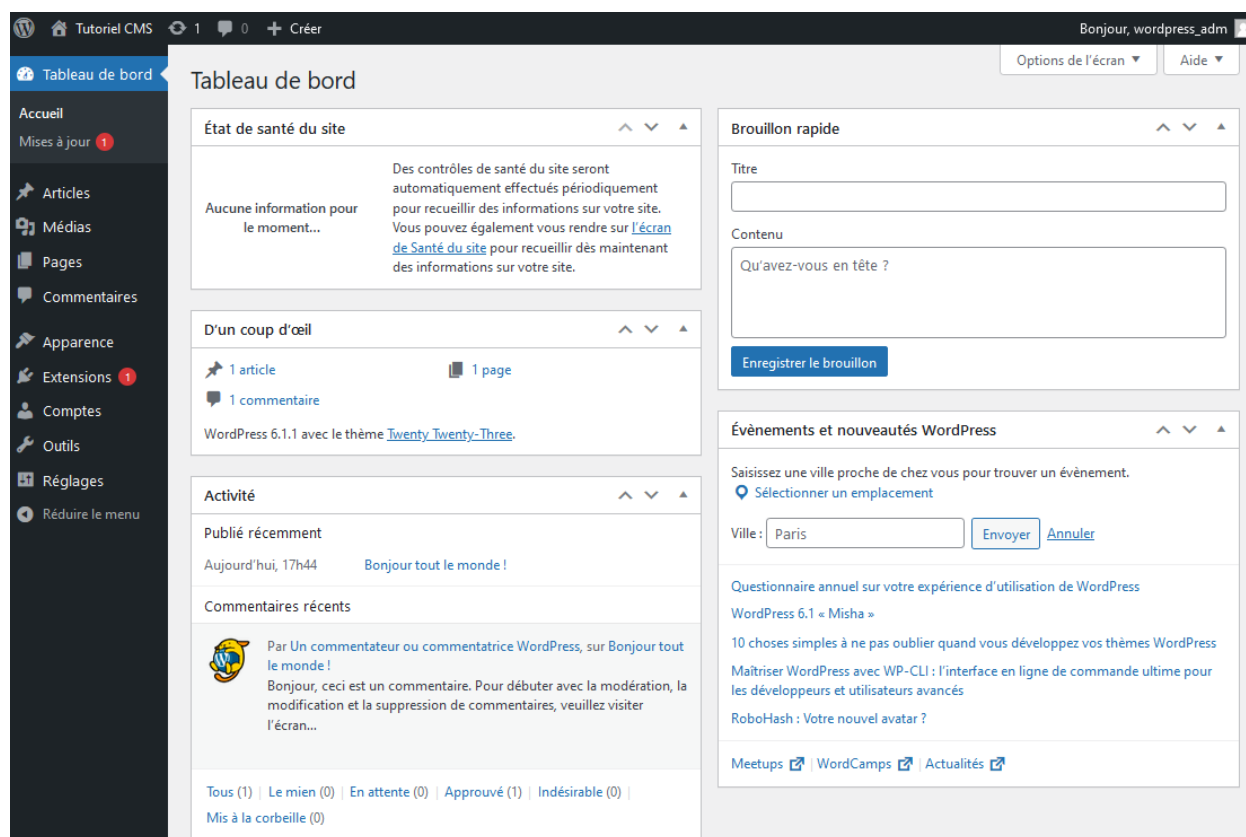 Tutoriel CMS 1 0 + Créer Bonjour, wordpress_adm
Options de l'écran ▼ Aide ▼
Tableau de bord
Accueil
Mises à jour 1
Articles
Médias
Pages
Commentaires
Apparence
Extensions 1
Comptes
Outils
Réglages
Réduire le menu
Tableau de bord
État de santé du site
Aucune information pour
le moment...
Des contrôles de santé du site seront
automatiquement effectués périodiquement
pour recueillir des informations sur votre site.
Vous pouvez également vous rendre sur l'écran
de Santé du site pour recueillir dès maintenant
des informations sur votre site.
D'un coup d'œil
1 article 1 page
1 commentaire
WordPress 6.1.1 avec le thème Twenty Twenty-Three.
Activité
Publié récemment
Aujourd'hui, 17h44 Bonjour tout le monde !
Commentaires récents
Par Un commentateur ou commentatrice WordPress, sur Bonjour tout
le monde !
Bonjour, ceci est un commentaire. Pour débuter avec la modération, la
modification et la suppression de commentaires, veuillez visiter
l'écran...
Tous (1) | Le mien (0) | En attente (0) | Approuvé (1) | Indésirable (0) |
Mis à la corbeille (0)
Brouillon rapide
Titre
Contenu
Qu'avez-vous en tête ?
Enregistrer le brouillon
Évènements et nouveautés WordPress
Saisissez une ville proche de chez vous pour trouver un évènement.
Sélectionner un emplacement
Ville : Paris Envoyer Annuler
Questionnaire annuel sur votre expérience d'utilisation de WordPress
WordPress 6.1 « Misha »
10 choses simples à ne pas oublier quand vous développez vos thèmes WordPress
Maîtriser WordPress avec WP-CLI : l'interface en ligne de commande ultime pour
les développeurs et utilisateurs avancés
RoboHash : Votre nouvel avatar ?
Meetups | WordCamps | Actualités